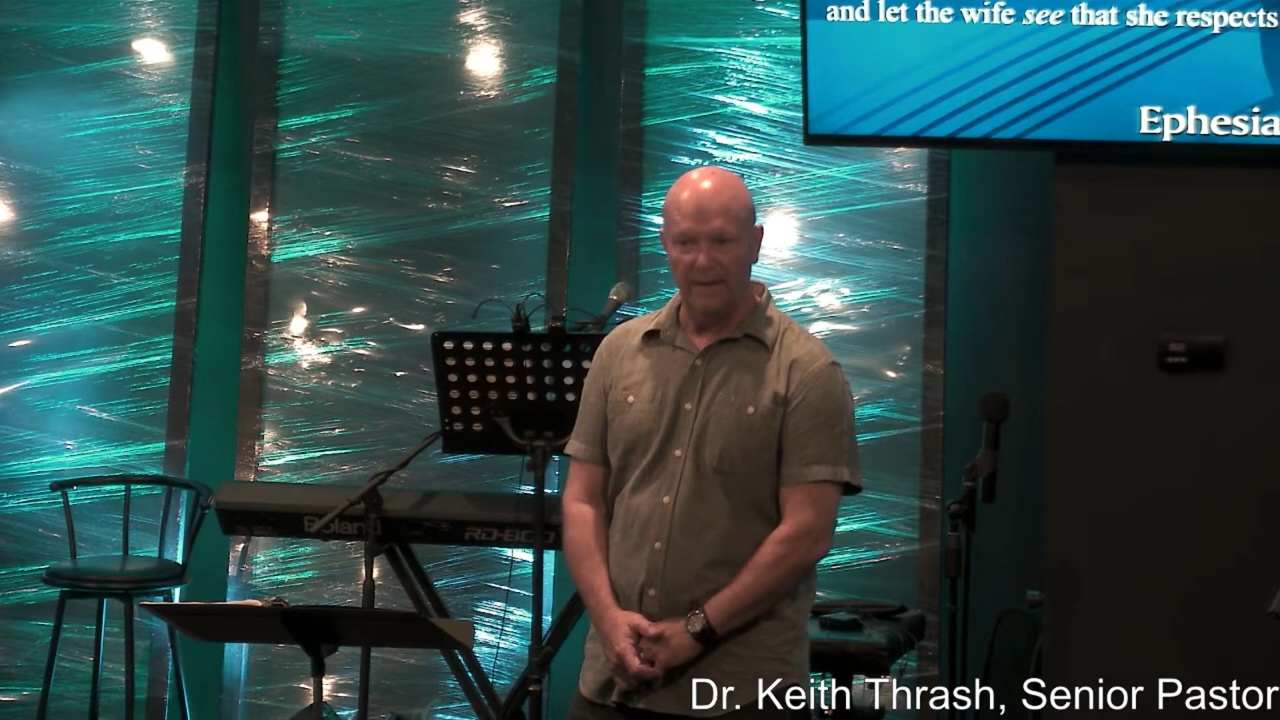 and let the wife see that she respects
Ephesia
Roland
RD-800
Dr. Keith Thrash, Senior Pastor